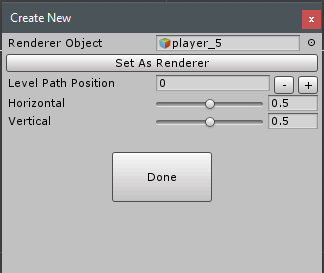 Create New x
Renderer Object player_5
Set As Renderer
Level Path Position 0 - +
Horizontal 0.5
Vertical 0.5
Done